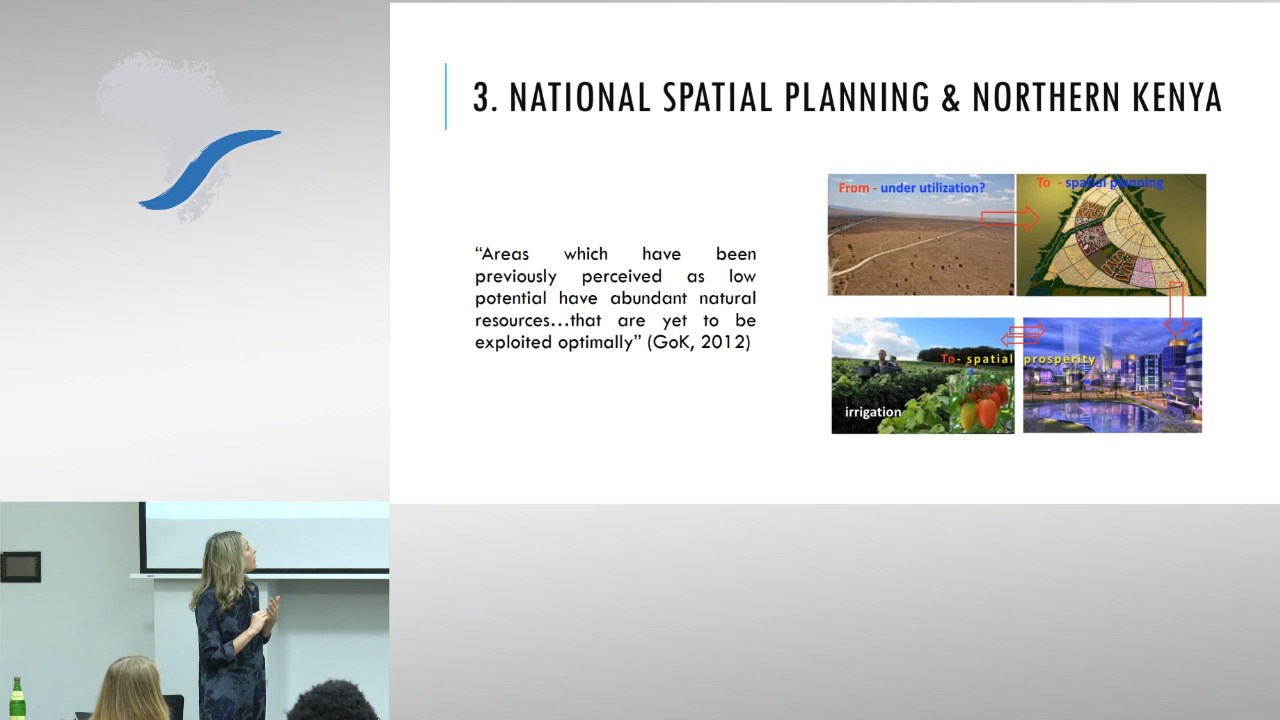 3. NATIONAL SPATIAL PLANNING & NORTHERN KENYA
“Areas which have been
previously perceived as low
potential have abundant natural
resources…that are yet to be
exploited optimally” (GoK, 2012)
From - under utilization?
To - spatial planning
To- spatial prosperity
irrigation